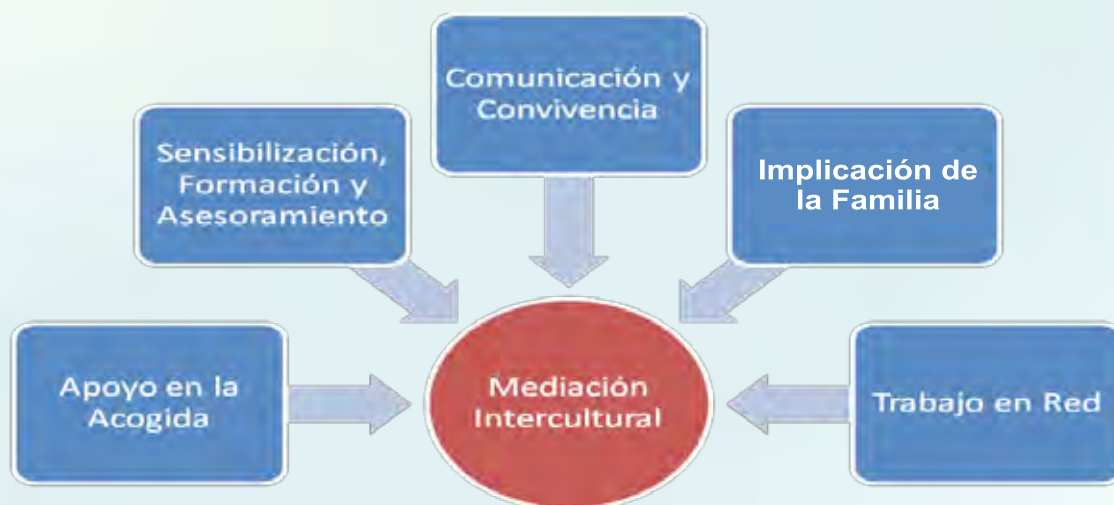 Comunicación y
Convivencia
Sensibilización,
Formación y
Asesoramiento
Implicación de
la Familia
Apoyo en la
Acogida
Mediación
Intercultural
Trabajo en Red